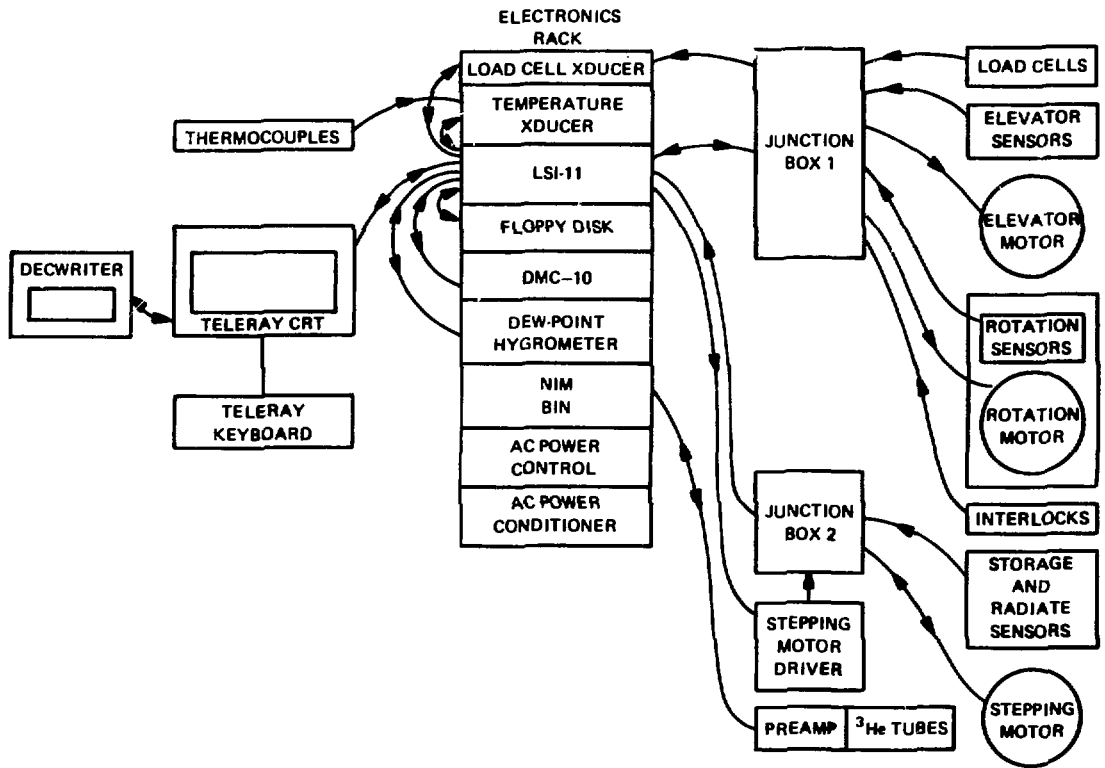 ELECTRONICS
RACK
LOAD CELL XDUCER
TEMPERATURE
XDUCER
LSI-11
FLOPPY DISK
DMC-10
DEW-POINT
HYGROMETER
NIM
BIN
AC POWER
CONTROL
AC POWER
CONDITIONER
THERMOCOUPLES
DECWRITER
TELERAY CRT
TELERAY
KEYBOARD
JUNCTION
BOX 1
LOAD CELLS
ELEVATOR
SENSORS
ELEVATOR
MOTOR
ROTATION
SENSORS
ROTATION
MOTOR
INTERLOCKS
JUNCTION
BOX 2
STORAGE
AND
RADIATE
SENSORS
STEPPING
MOTOR
DRIVER
STEPPING
MOTOR
PREAMP
³He TUBES